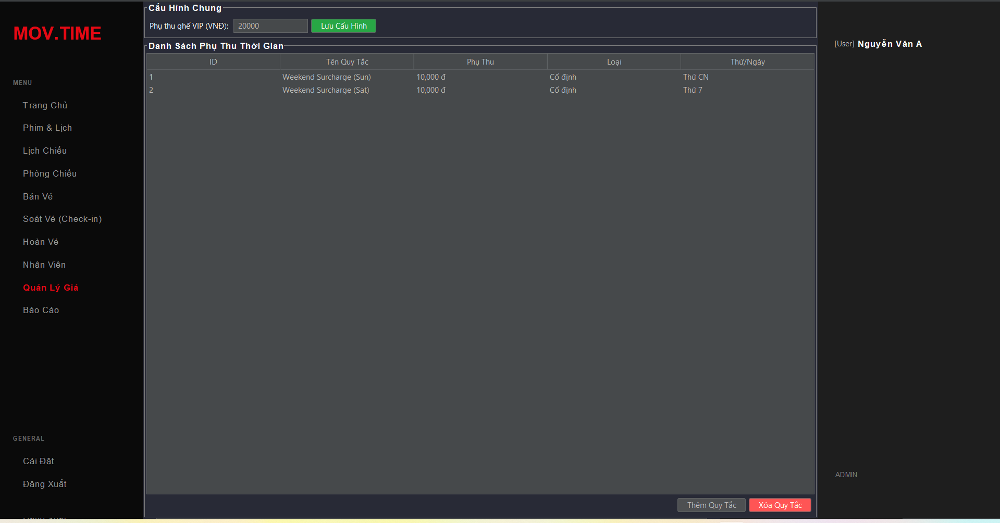 MOV.TIME
MENU
Trang Chủ
Phim & Lịch
Lịch Chiếu
Phòng Chiếu
Bán Vé
Soát Vé (Check-in)
Hoàn Vé
Nhân Viên
Quản Lý Giá
Báo Cáo
GENERAL
Cài Đặt
Đăng Xuất
Cấu Hình Chung
Phụ thu ghế VIP (VNĐ): 20000 Lưu Cấu Hình
Danh Sách Phụ Thu Thời Gian
ID Tên Quy Tắc Phụ Thu Loại Thứ/Ngày
1 Weekend Surcharge (Sun) 10,000 đ Cố định Thứ CN
2 Weekend Surcharge (Sat) 10,000 đ Cố định Thứ 7
Thêm Quy Tắc Xóa Quy Tắc
[User] Nguyễn Văn A
ADMIN